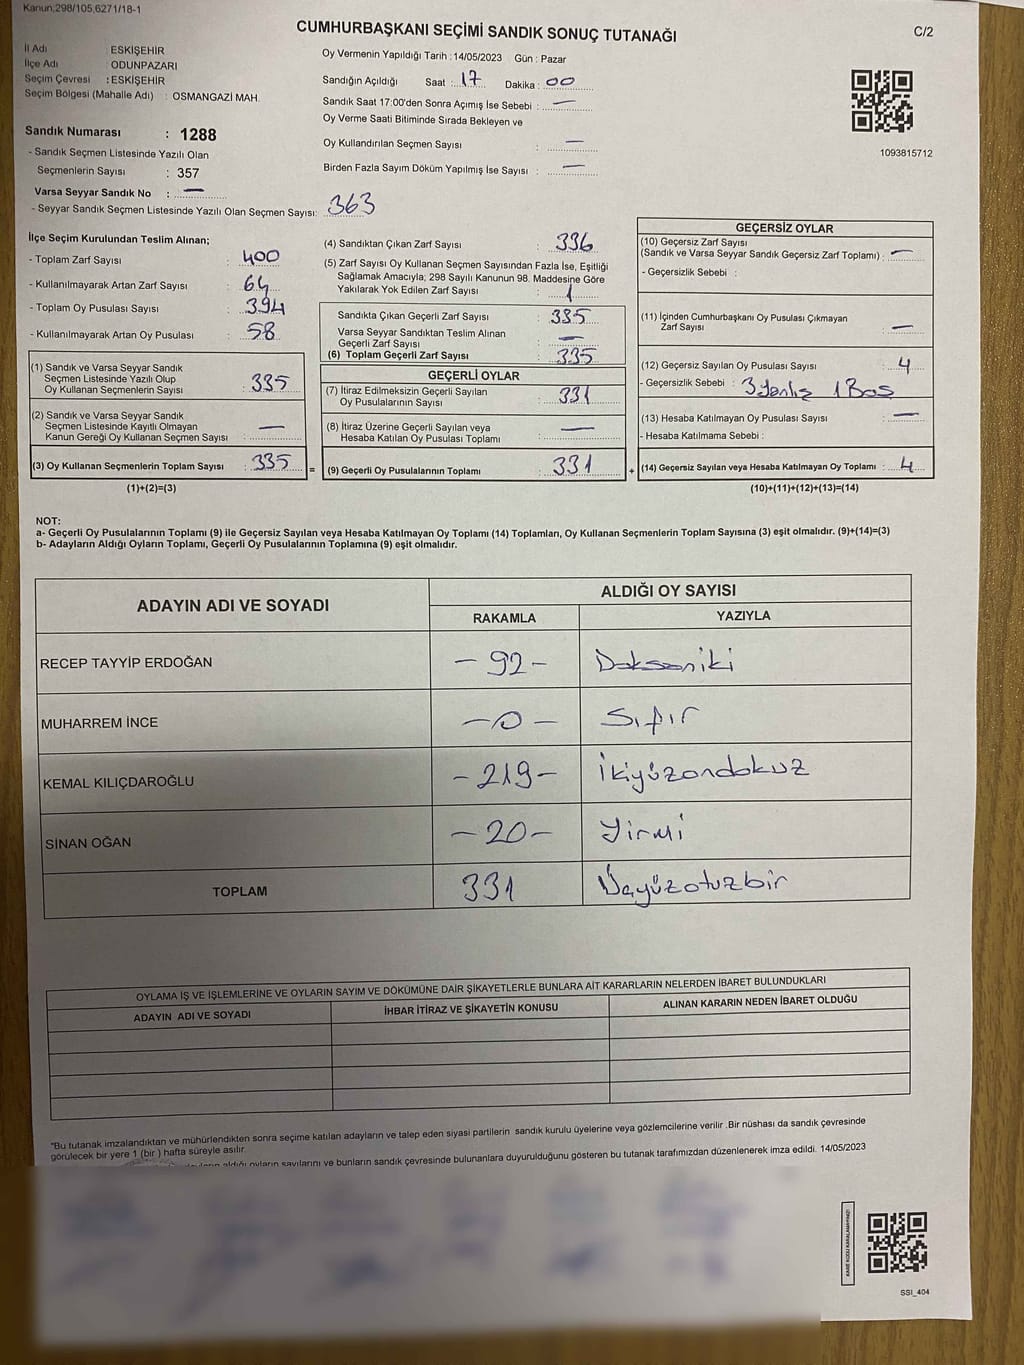 Kanun;298/105,6271/18-1
CUMHURBAŞKANI SEÇİMİ SANDIK SONUÇ TUTANAĞI
C/2
İl Adı : ESKİŞEHİR
İlçe Adı : ODUNPAZARI
Seçim Çevresi : ESKİŞEHİR
Seçim Bölgesi (Mahalle Adı) : OSMANGAZİ MAH.
Sandık Numarası : 1288
- Sandık Seçmen Listesinde Yazılı Olan
Seçmenlerin Sayısı : 357
Varsa Seyyar Sandık No : —
- Seyyar Sandık Seçmen Listesinde Yazılı Olan Seçmen Sayısı: 363
Oy Vermenin Yapıldığı Tarih : 14/05/2023 Gün : Pazar
Sandığın Açıldığı Saat : 17 Dakika : 00
Sandık Saat 17:00'den Sonra Açımış İse Sebebi : —
Oy Verme Saati Bitiminde Sırada Bekleyen ve
Oy Kullandırılan Seçmen Sayısı : —
Birden Fazla Sayım Döküm Yapılmış İse Sayısı : —
1093815712
İlçe Seçim Kurulundan Teslim Alınan;
- Toplam Zarf Sayısı : 400
- Kullanılmayarak Artan Zarf Sayısı : 64
- Toplam Oy Pusulası Sayısı : 394
- Kullanılmayarak Artan Oy Pusulası : 58
(1) Sandık ve Varsa Seyyar Sandık
Seçmen Listesinde Yazılı Olup
Oy Kullanan Seçmenlerin Sayısı : 335
(2) Sandık ve Varsa Seyyar Sandık
Seçmen Listesinde Kayıtlı Olmayan
Kanun Gereği Oy Kullanan Seçmen Sayısı : —
(3) Oy Kullanan Seçmenlerin Toplam Sayısı : 335
(1)+(2)=(3)
(4) Sandıktan Çıkan Zarf Sayısı : 336
(5) Zarf Sayısı Oy Kullanan Seçmen Sayısından Fazla İse, Eşitliği
Sağlamak Amacıyla; 298 Sayılı Kanunun 98. Maddesine Göre
Yakılarak Yok Edilen Zarf Sayısı : 1
Sandıkta Çıkan Geçerli Zarf Sayısı : 335
Varsa Seyyar Sandıktan Teslim Alınan
Geçerli Zarf Sayısı : —
(6) Toplam Geçerli Zarf Sayısı : 335
GEÇERLİ OYLAR
(7) İtiraz Edilmeksizin Geçerli Sayılan
Oy Pusulalarının Sayısı : 331
(8) İtiraz Üzerine Geçerli Sayılan veya
Hesaba Katılan Oy Pusulası Toplamı : —
= (9) Geçerli Oy Pusulalarının Toplamı : 331 +
GEÇERSİZ OYLAR
(10) Geçersiz Zarf Sayısı
(Sandık ve Varsa Seyyar Sandık Geçersiz Zarf Toplamı) : —
- Geçersizlik Sebebi :
(11) İçinden Cumhurbaşkanı Oy Pusulası Çıkmayan
Zarf Sayısı : —
(12) Geçersiz Sayılan Oy Pusulası Sayısı : 4
- Geçersizlik Sebebi : 3 Yanlız 1 Boş
(13) Hesaba Katılmayan Oy Pusulası Sayısı : —
- Hesaba Katılmama Sebebi :
(14) Geçersiz Sayılan veya Hesaba Katılmayan Oy Toplamı : 4
(10)+(11)+(12)+(13)=(14)
NOT:
a- Geçerli Oy Pusulalarının Toplamı (9) ile Geçersiz Sayılan veya Hesaba Katılmayan Oy Toplamı (14) Toplamları, Oy Kullanan Seçmenlerin Toplam Sayısına (3) eşit olmalıdır. (9)+(14)=(3)
b- Adayların Aldığı Oyların Toplamı, Geçerli Oy Pusulalarının Toplamına (9) eşit olmalıdır.
ADAYIN ADI VE SOYADI
ALDIĞI OY SAYISI
RAKAMLA YAZIYLA
RECEP TAYYİP ERDOĞAN - 92 - Doksaniki
MUHARREM İNCE - 0 - Sıfır
KEMAL KILIÇDAROĞLU - 219 - İkiyüzondokuz
SİNAN OĞAN - 20 - Yirmi
TOPLAM 331 Üçyüzotuzbir
OYLAMA İŞ VE İŞLEMLERİNE VE OYLARIN SAYIM VE DÖKÜMÜNE DAİR ŞİKAYETLERLE BUNLARA AİT KARARLARIN NELERDEN İBARET BULUNDUKLARI
ADAYIN ADI VE SOYADI İHBAR İTİRAZ VE ŞİKAYETİN KONUSU ALINAN KARARIN NEDEN İBARET OLDUĞU
"Bu tutanak imzalandıktan ve mühürlendikten sonra seçime katılan adayların ve talep eden siyasi partilerin sandık kurulu üyelerine veya gözlemcilerine verilir .Bir nüshası da sandık çevresinde
görülecek bir yere 1 (bir ) hafta süreyle asılır.
aldığı oyların sayılarını ve bunların sandık çevresinde bulunanlara duyurulduğunu gösteren bu tutanak tarafımızdan düzenlenerek imza edildi. 14/05/2023
KARE KODU KARALAMAYINIZ!
SSI_404